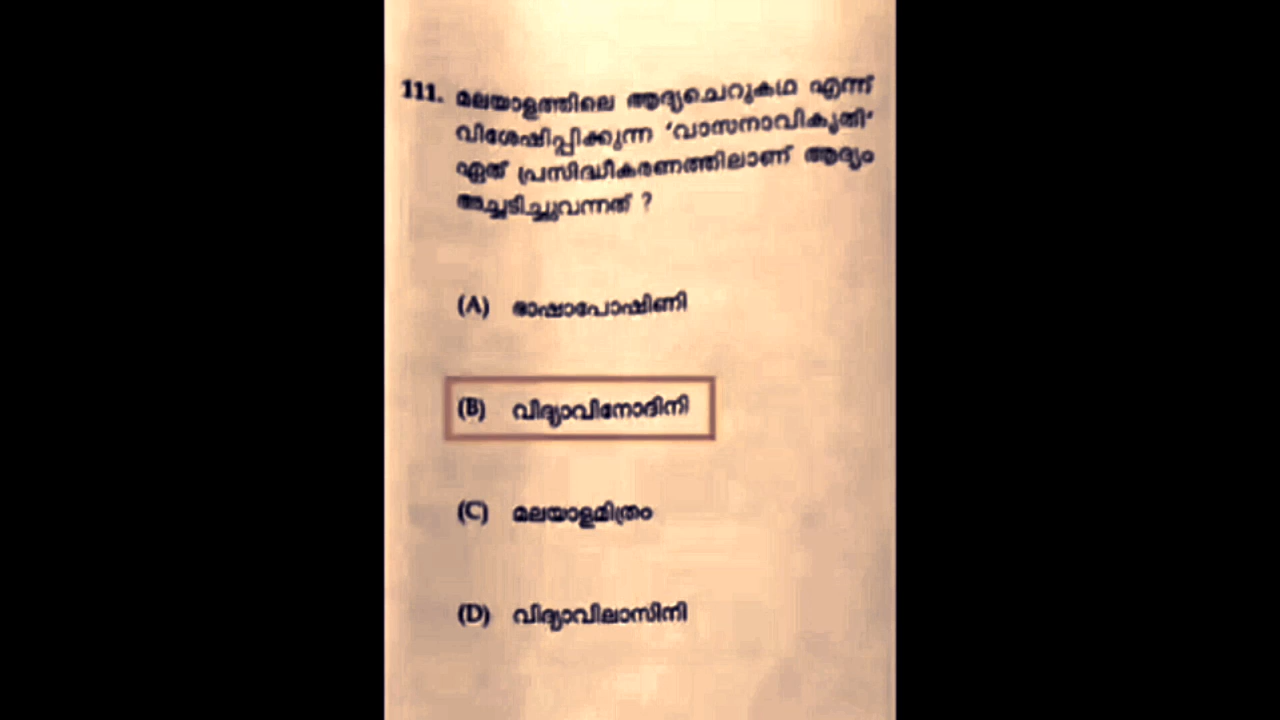 111. മലയാളത്തിലെ ആദ്യചെറുകഥ എന്ന്
വിശേഷിപ്പിക്കുന്ന ‘വാസനാവികൃതി’
ഏത് പ്രസിദ്ധീകരണത്തിലാണ് ആദ്യം
അച്ചടിച്ചുവന്നത് ?
(A) ഭാഷാപോഷിണി
(B) വിദ്യാവിനോദിനി
(C) മലയാളമിത്രം
(D) വിദ്യാവിലാസിനി